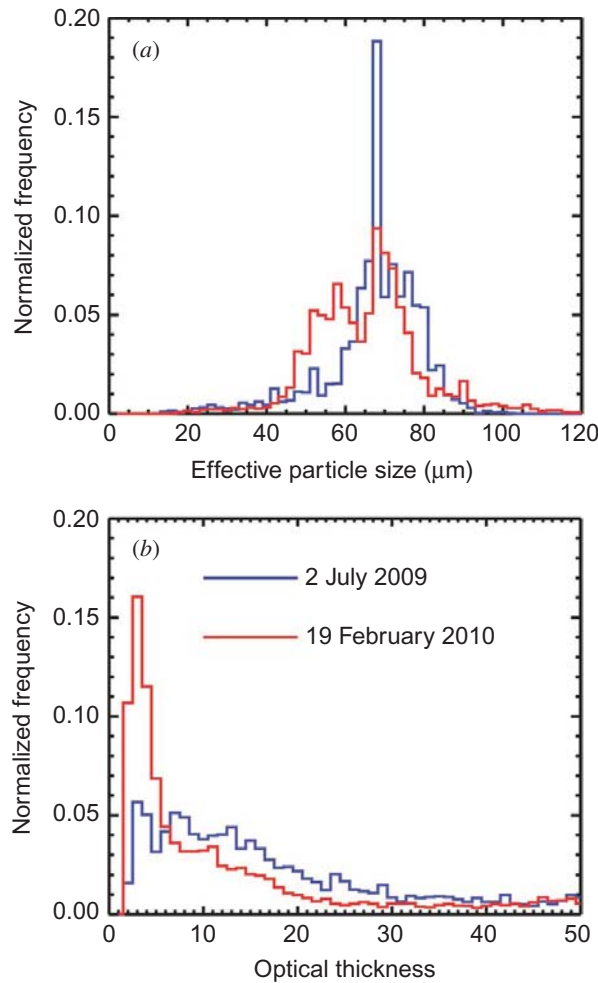 0.20
(a)
0.15
0.10
0.05
0.00
Normalized frequency
0 20 40 60 80 100 120
Effective particle size (μm)
0.20
(b)
2 July 2009
0.15
19 February 2010
0.10
0.05
0.00
Normalized frequency
0 10 20 30 40 50
Optical thickness